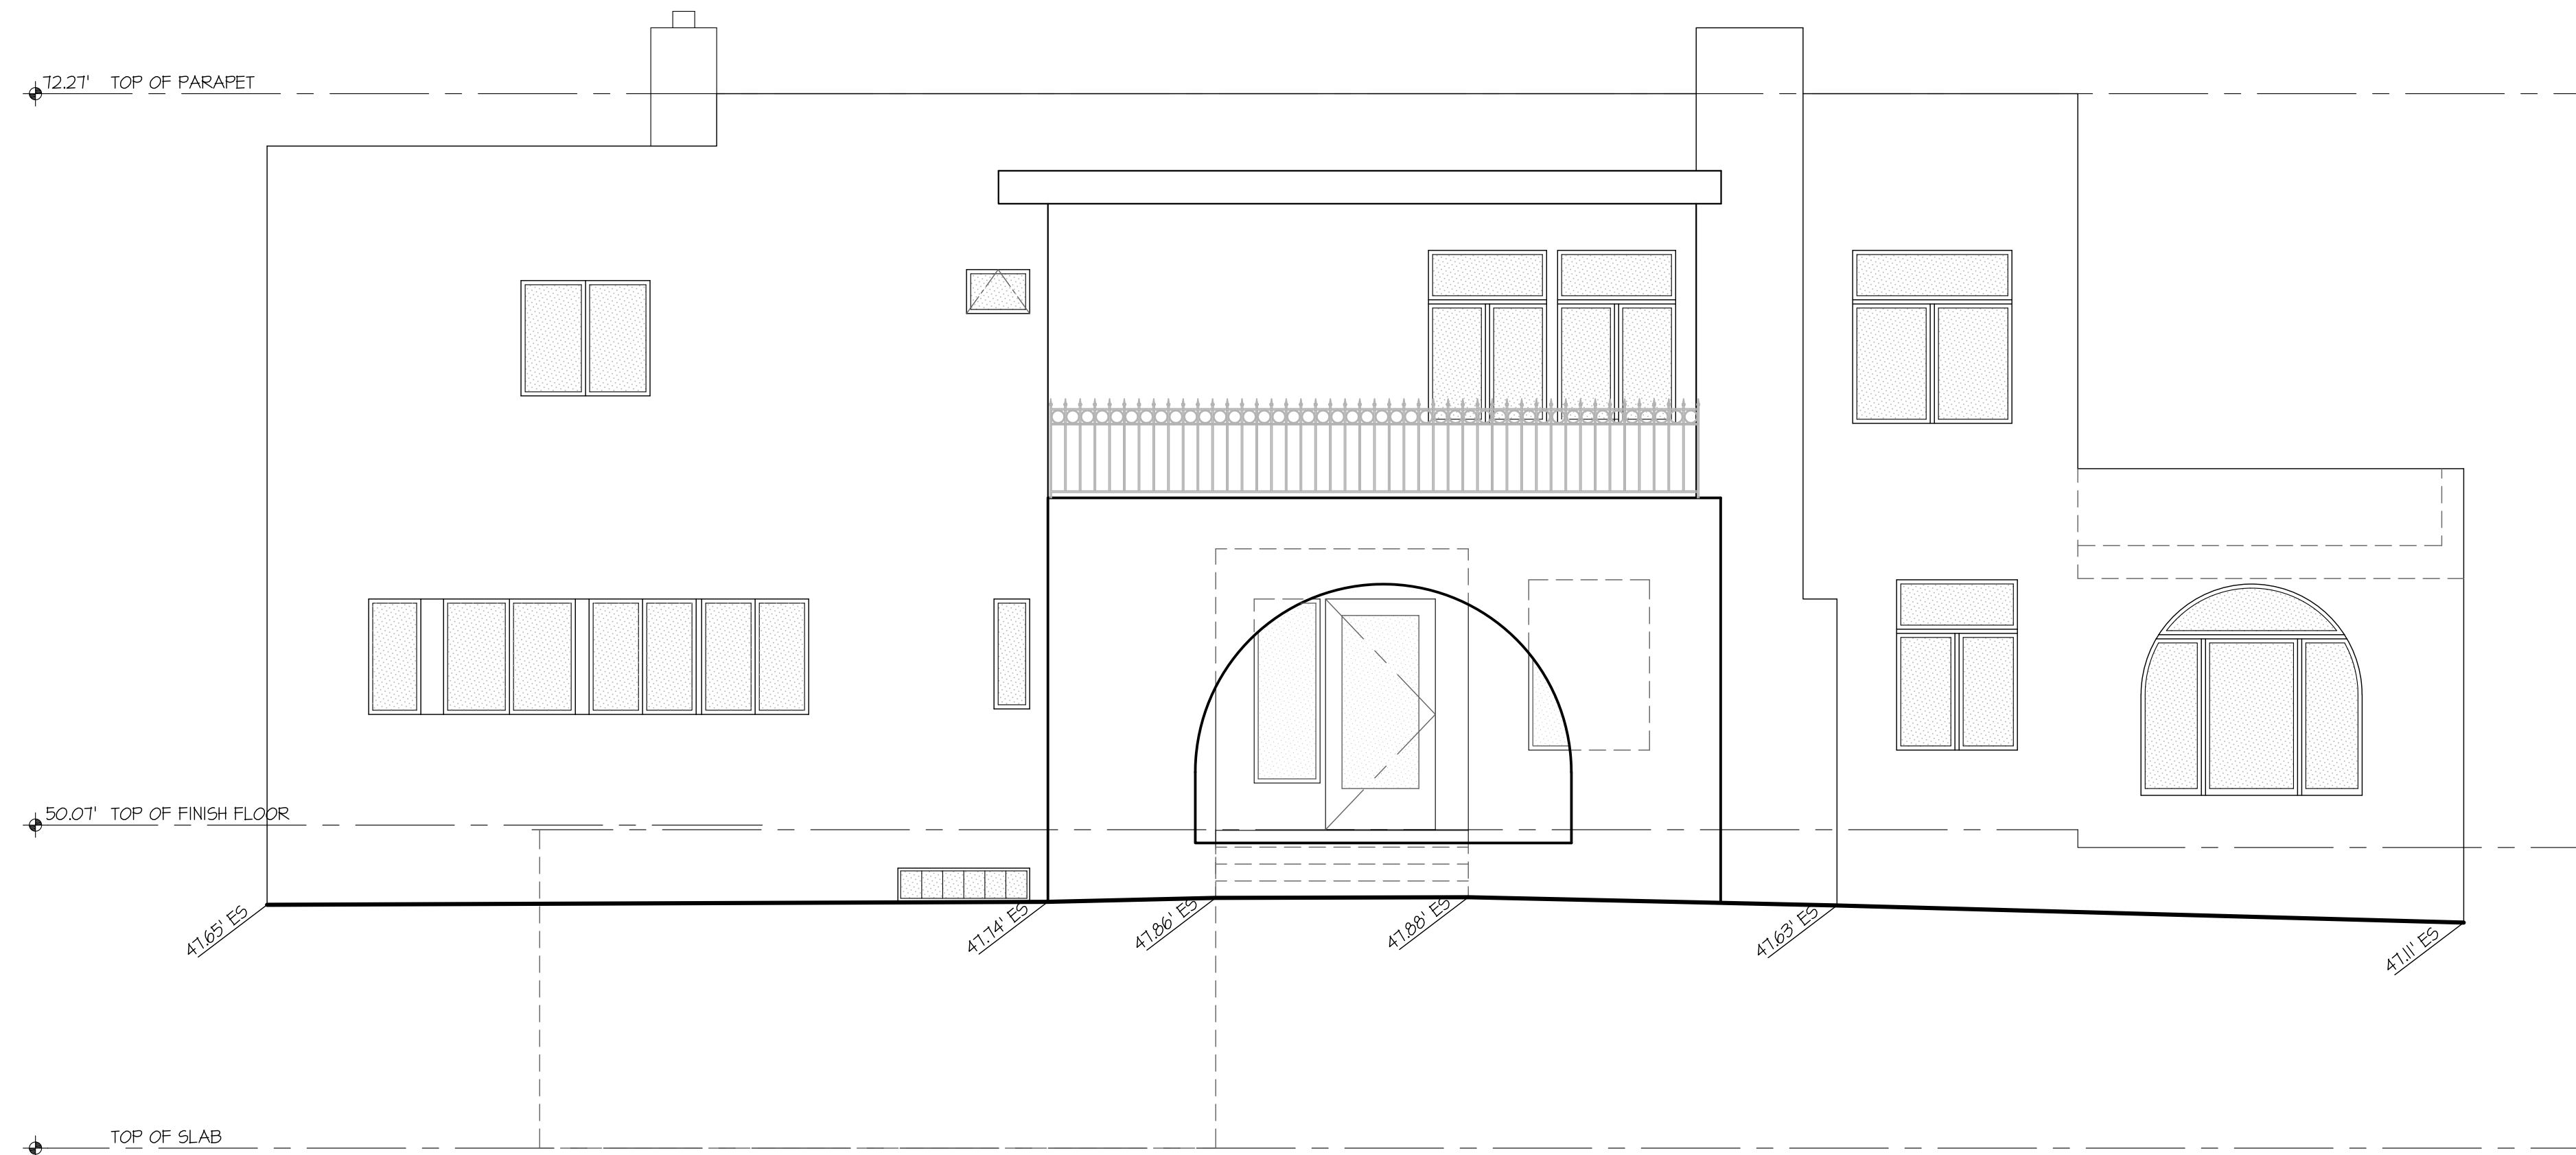 72.27' TOP OF PARAPET
50.07' TOP OF FINISH FLOOR
47.65' ES
47.74' ES
47.86' ES
47.88' ES
47.63' ES
47.11' ES
TOP OF SLAB